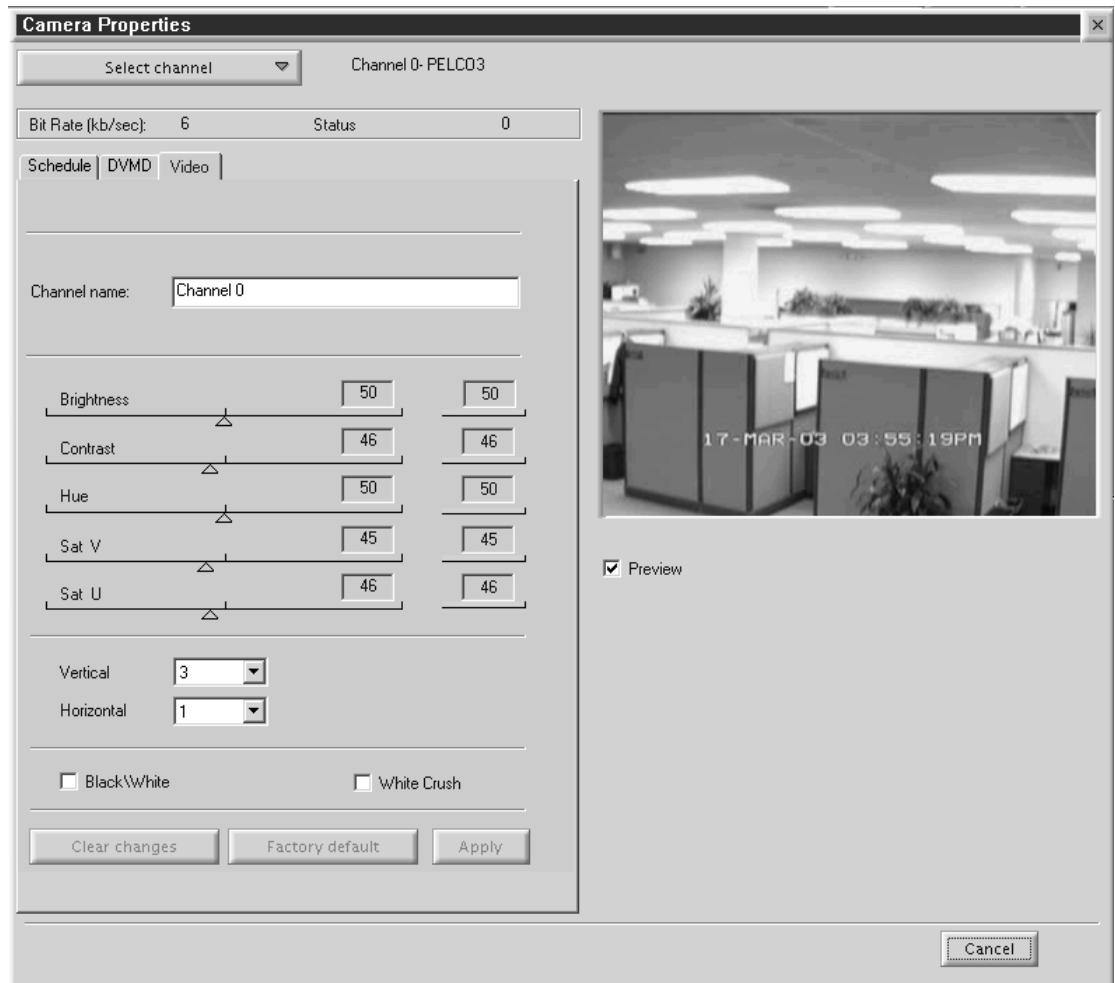 Camera Properties
Select channel
Channel 0- PELCO3
Bit Rate (kb/sec): 6 Status 0
Schedule DVMD Video
Channel name: Channel 0
Brightness 50 50
Contrast 46 46
Hue 50 50
Sat V 45 45
Sat U 46 46
Vertical 3
Horizontal 1
Black\White White Crush
Clear changes Factory default Apply
17-MAR-03 03:55:19PM
Preview
Cancel